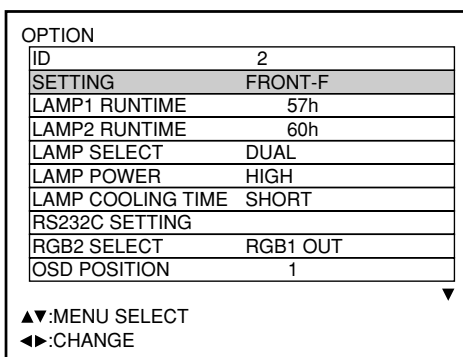 OPTION
ID 2
SETTING FRONT-F
LAMP1 RUNTIME 57h
LAMP2 RUNTIME 60h
LAMP SELECT DUAL
LAMP POWER HIGH
LAMP COOLING TIME SHORT
RS232C SETTING
RGB2 SELECT RGB1 OUT
OSD POSITION 1
▼
▲▼:MENU SELECT
◀▶:CHANGE